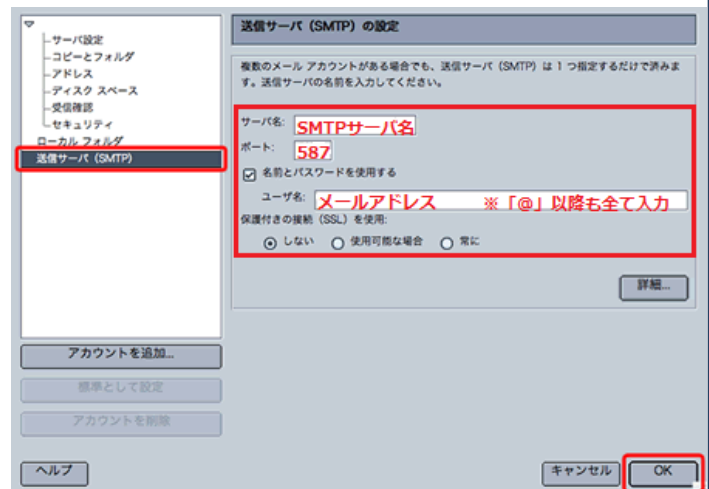 サーバ設定
コピーとフォルダ
アドレス
ディスク スペース
受信確認
セキュリティ
ローカル フォルダ
送信サーバ (SMTP)
アカウントを追加...
標準として設定
アカウントを削除
送信サーバ (SMTP) の設定
複数のメール アカウントがある場合でも、送信サーバ (SMTP) は 1 つ指定するだけで済みま
す。送信サーバの名前を入力してください。
サーバ名: SMTPサーバ名
ポート: 587
名前とパスワードを使用する
ユーザ名: メールアドレス ※「@」以降も全て入力
保護付きの接続 (SSL) を使用:
しない 使用可能な場合 常に
詳細...
ヘルプ キャンセル OK